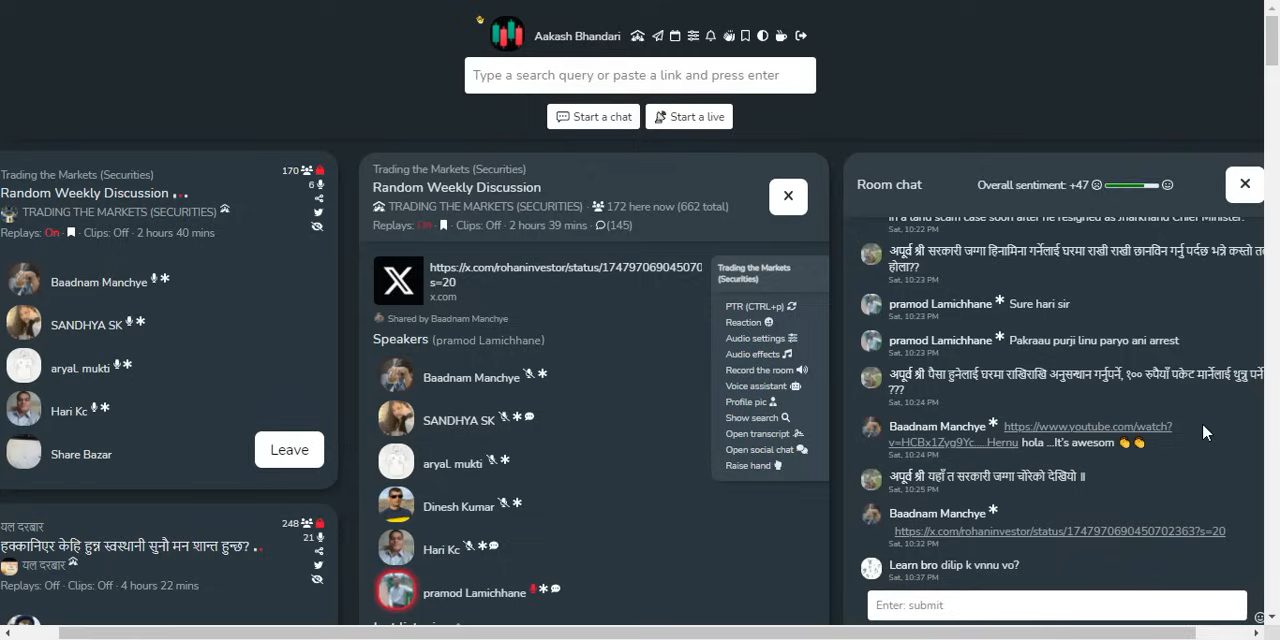 Aakash Bhandari
Type a search query or paste a link and press enter
Start a chat
Start a live
Trading the Markets (Securities)
170
Random Weekly Discussion
6
TRADING THE MARKETS (SECURITIES)
Replays: On · Clips: Off · 2 hours 40 mins
Baadnam Manchye
SANDHYA SK
aryal. mukti
Hari Kc
Share Bazar
Leave
यल दरबार
248
हक्कानिएर केहि हुन्न स्वस्थानी सुनौ मन शान्त हुन्छ?
21
यल दरबार
Replays: Off · Clips: Off · 4 hours 22 mins
Trading the Markets (Securities)
Random Weekly Discussion
TRADING THE MARKETS (SECURITIES) · 172 here now (662 total)
Replays: On · Clips: Off · 2 hours 39 mins · (145)
X
https://x.com/rohaninvestor/status/174797069045070
s=20
x.com
Shared by Baadnam Manchye
Speakers (pramod Lamichhane)
Baadnam Manchye
SANDHYA SK
aryal. mukti
Dinesh Kumar
Hari Kc
pramod Lamichhane
Trading the Markets
(Securities)
PTR (CTRL+p)
Reaction
Audio settings
Audio effects
Record the room
Voice assistant
Profile pic
Show search
Open transcript
Open social chat
Raise hand
Room chat
Overall sentiment: +47
in a land scam case soon after he resigned as Jharkhand Chief Minister.
Sat, 10:22 PM
अपूर्व श्री सरकारी जग्गा हिनामिना गर्नेलाई घरमा राखी राखी छानविन गर्नु पर्दछ भन्ने कस्तो
होला??
Sat, 10:23 PM
pramod Lamichhane * Sure hari sir
Sat, 10:23 PM
pramod Lamichhane * Pakraau purji linu paryo ani arrest
Sat, 10:23 PM
अपूर्व श्री पैसा हुनेलाई घरमा राखिराखि अनुसन्धान गर्नुपर्ने, १०० रुपैयाँ पकेट मार्नेलाई थुन्नु पर्ने
???
Sat, 10:24 PM
Baadnam Manchye * https://www.youtube.com/watch?
v=HCBx1Zyg9Yc.....Hernu hola ...It's awesom 👏👏
Sat, 10:24 PM
अपूर्व श्री यहाँ त सरकारी जग्गा चोरेको देखियो ॥
Sat, 10:25 PM
Baadnam Manchye *
https://x.com/rohaninvestor/status/1747970690450702363?s=20
Sat, 10:32 PM
Learn bro dilip k vnnu vo?
Sat, 10:37 PM
Enter: submit